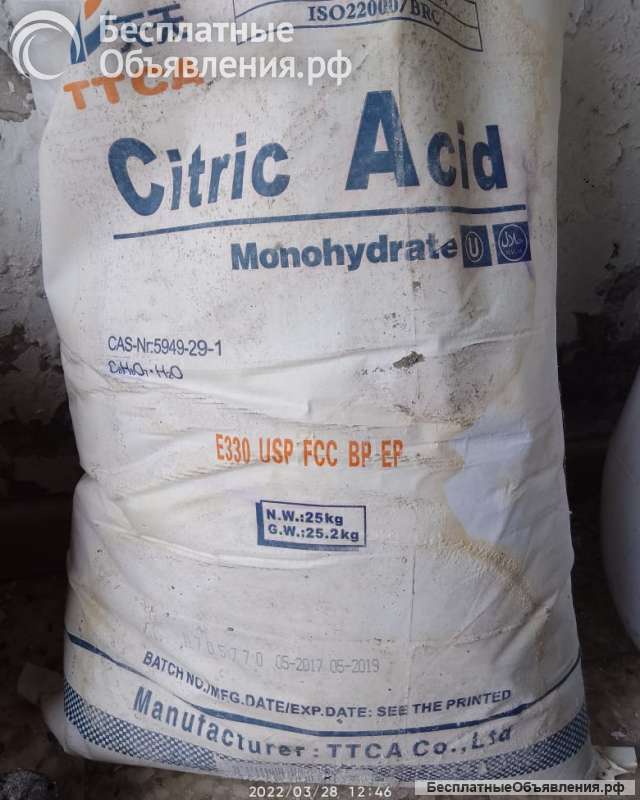 ISO22000/BRC
Бесплатные
Объявления.рф
TTCA
Citric Acid
Monohydrate U
CAS-Nr:5949-29-1
C₆H₈O₇·H₂O
E330 USP FCC BP EP
N.W.:25kg
G.W.:25.2kg
05-2017 05-2019
BATCH NO./MFG.DATE/EXP.DATE: SEE THE PRINTED
Manufacturer : TTCA Co., Ltd
2022/03/28 12:46
БесплатныеОбъявления.рф